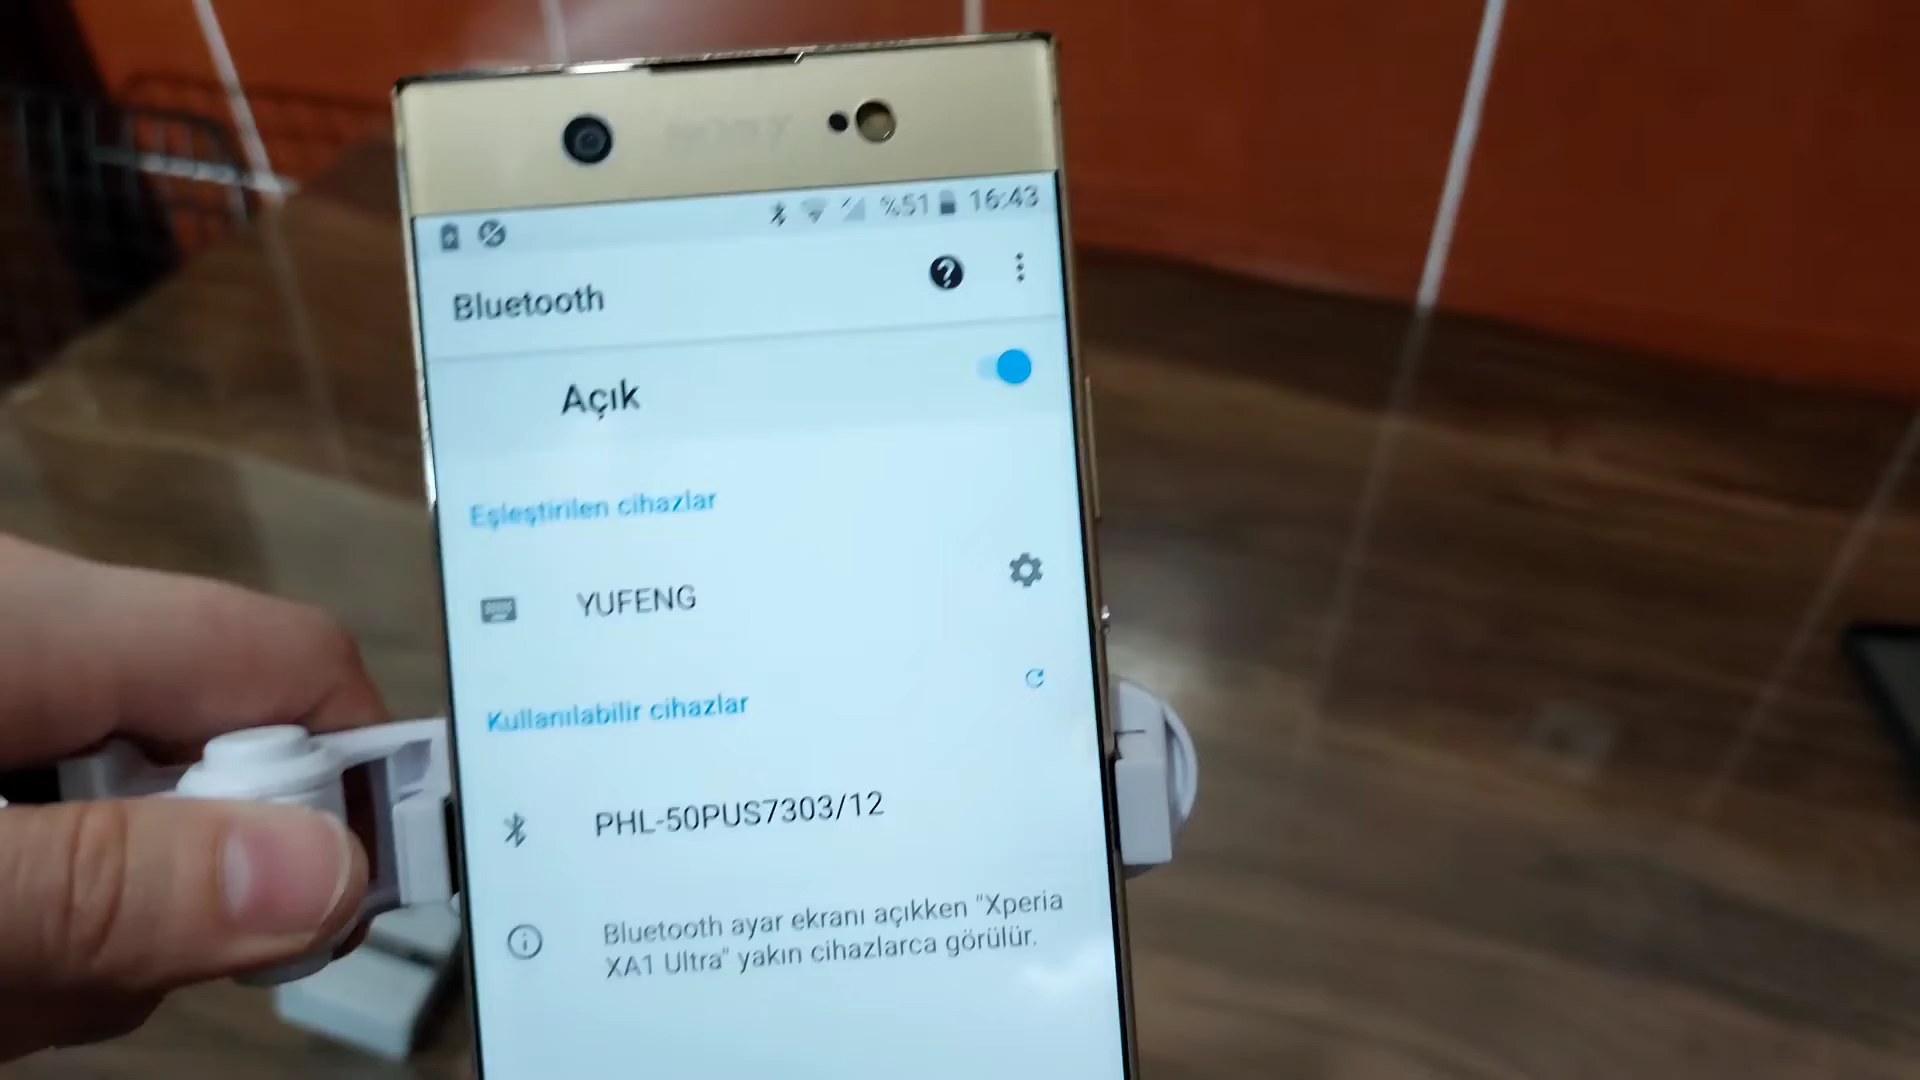 SONY
%51 16:43
Bluetooth
Açık
Eşleştirilen cihazlar
YUFENG
Kullanılabilir cihazlar
PHL-50PUS7303/12
Bluetooth ayar ekranı açıkken "Xperia
XA1 Ultra" yakın cihazlarca görülür.